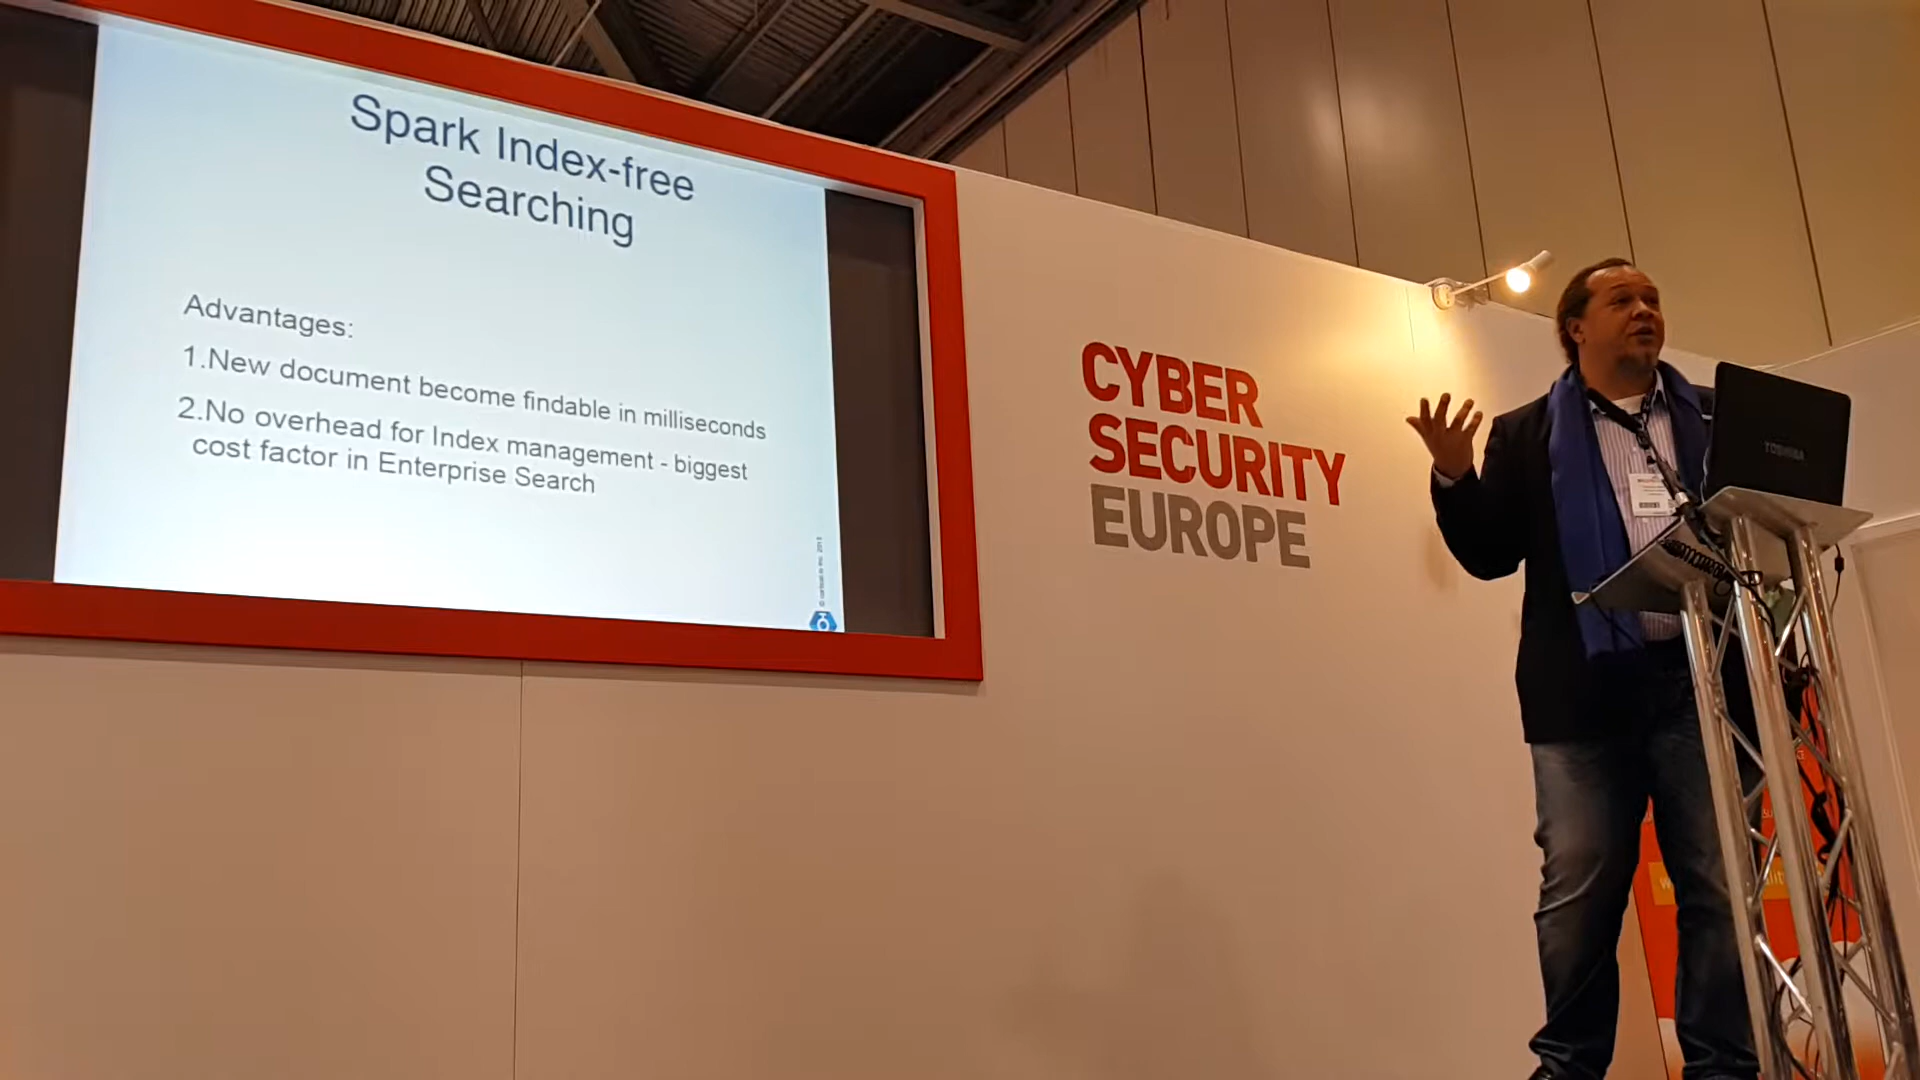 Spark Index-free
Searching
Advantages:
1.New document become findable in milliseconds
2.No overhead for Index management - biggest
cost factor in Enterprise Search
CYBER
SECURITY
EUROPE
TOSHIBA